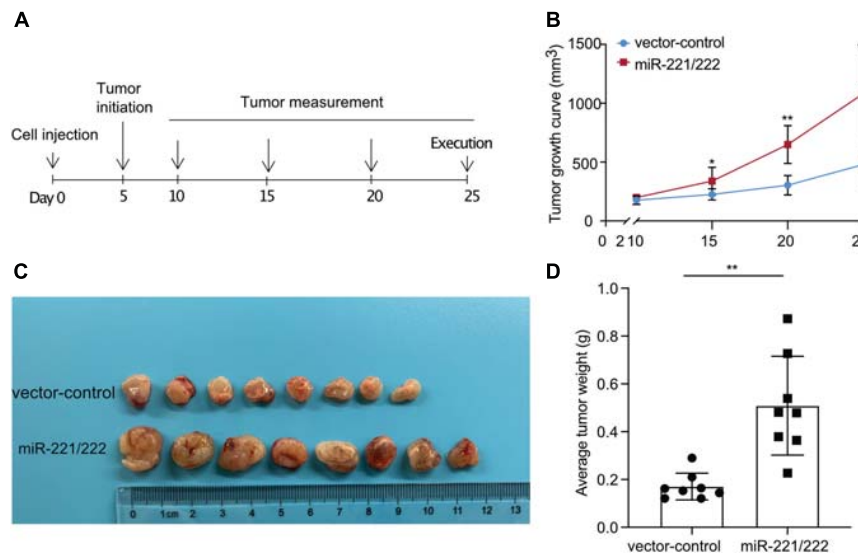 A
Tumor
initiation
Tumor measurement
Cell injection
Execution
Day 0
5
10
15
20
25
B
vector-control
miR-221/222
Tumor growth curve (mm3)
1500
1000
500
0
*
**
0
2
10
15
20
2
C
vector-control
miR-221/222
0 1cm 2 3 4 5 6 7 8 9 10 11 12 13
D
**
Average tumor weight (g)
1.0
0.8
0.6
0.4
0.2
0.0
vector-control
miR-221/222